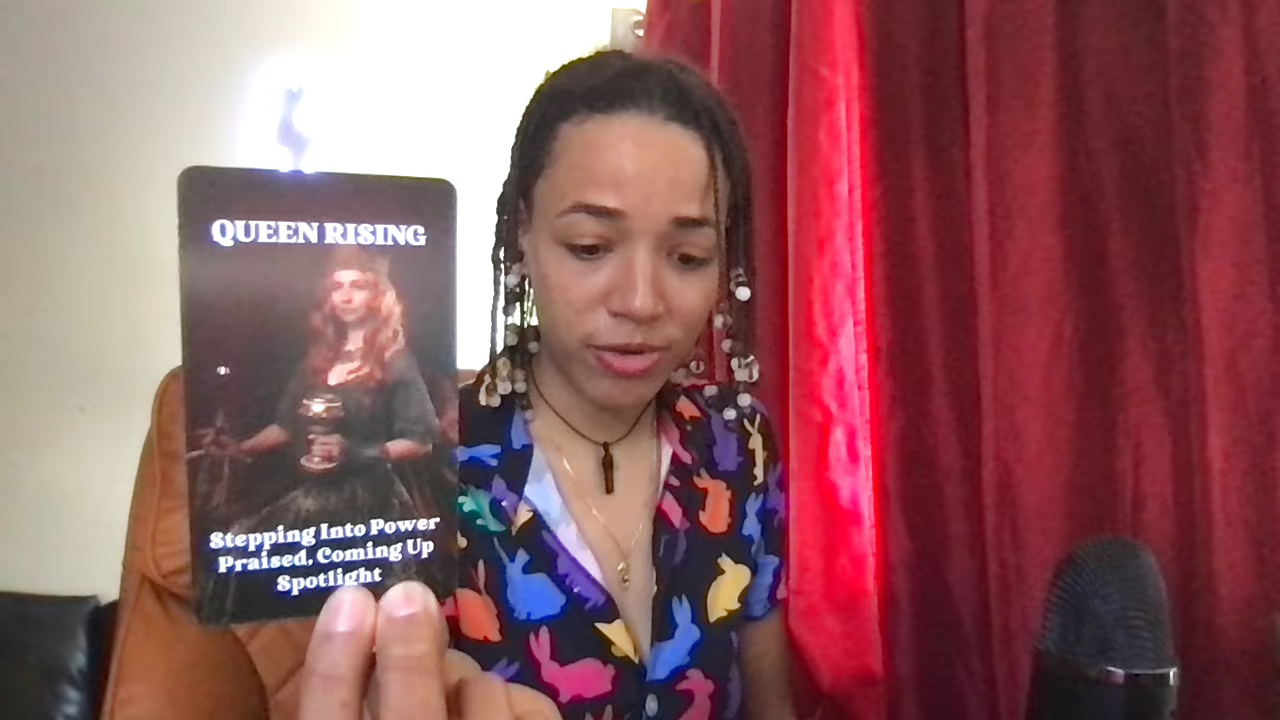 QUEEN RISING
Stepping Into Power
Praised, Coming Up
Spotlight